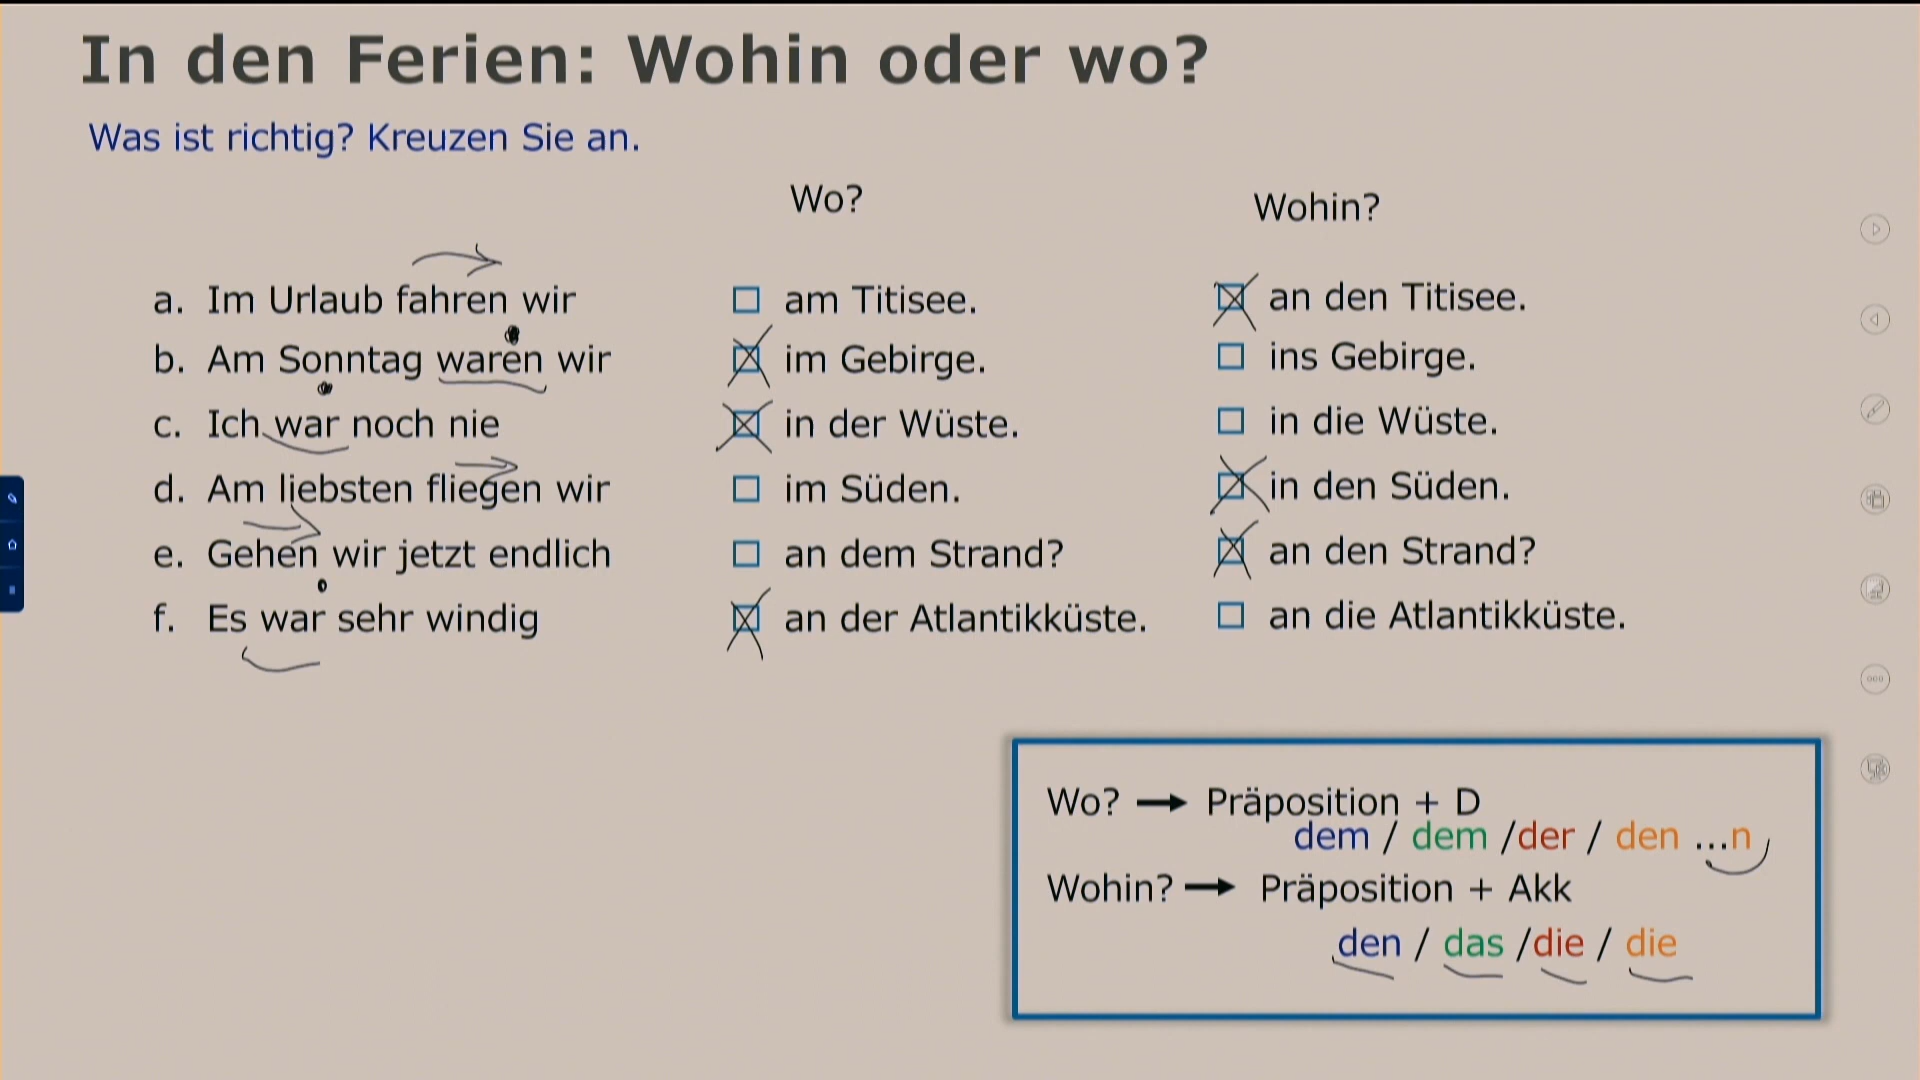 In den Ferien: Wohin oder wo?
Was ist richtig? Kreuzen Sie an.
Wo? Wohin?
a. Im Urlaub fahren wir am Titisee. an den Titisee.
b. Am Sonntag waren wir im Gebirge. ins Gebirge.
c. Ich war noch nie in der Wüste. in die Wüste.
d. Am liebsten fliegen wir im Süden. in den Süden.
e. Gehen wir jetzt endlich an dem Strand? an den Strand?
f. Es war sehr windig an der Atlantikküste. an die Atlantikküste.
Wo? → Präposition + D
dem / dem /der / den ...n
Wohin? → Präposition + Akk
den / das /die / die